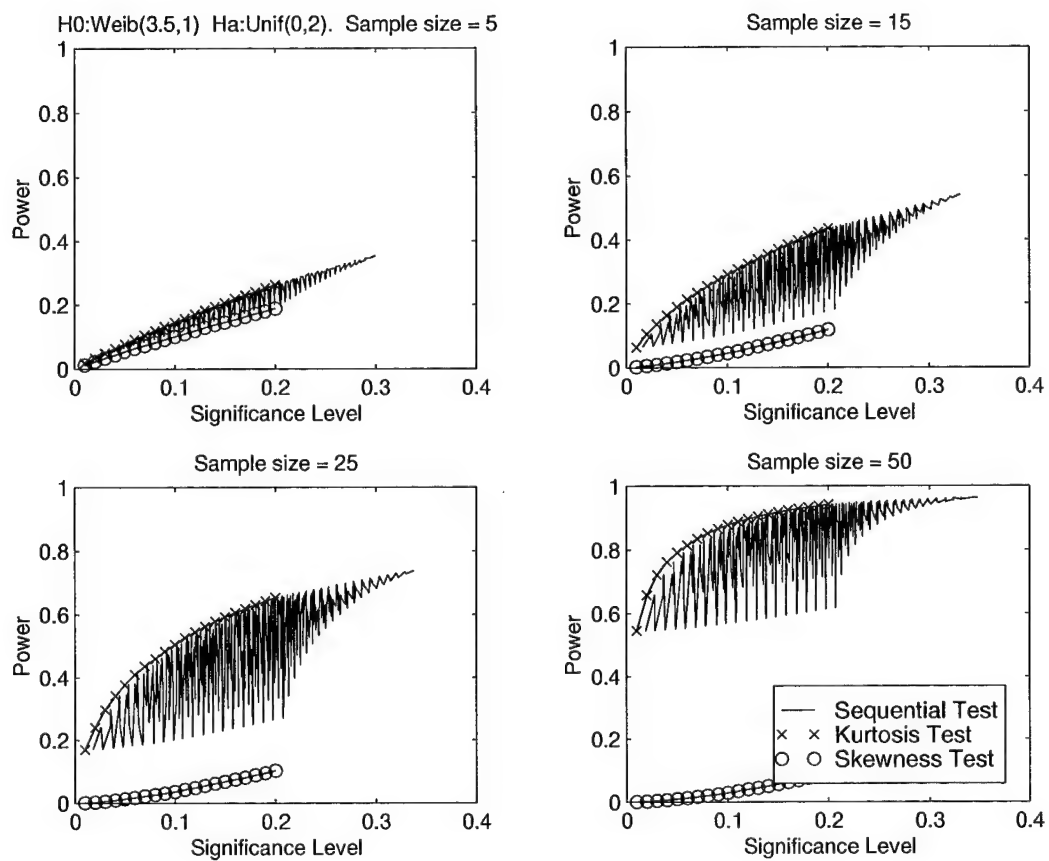 H0:Weib(3.5,1)  Ha:Unif(0,2).  Sample size = 5
1
0.8
0.6
0.4
0.2
0
Power
0
0.1
0.2
0.3
0.4
Significance Level
Sample size = 15
1
0.8
0.6
0.4
0.2
0
Power
0
0.1
0.2
0.3
0.4
Significance Level
Sample size = 25
1
0.8
0.6
0.4
0.2
0
Power
0
0.1
0.2
0.3
0.4
Significance Level
Sample size = 50
1
0.8
0.6
0.4
0.2
0
Power
Sequential Test
Kurtosis Test
Skewness Test
0
0.1
0.2
0.3
0.4
Significance Level